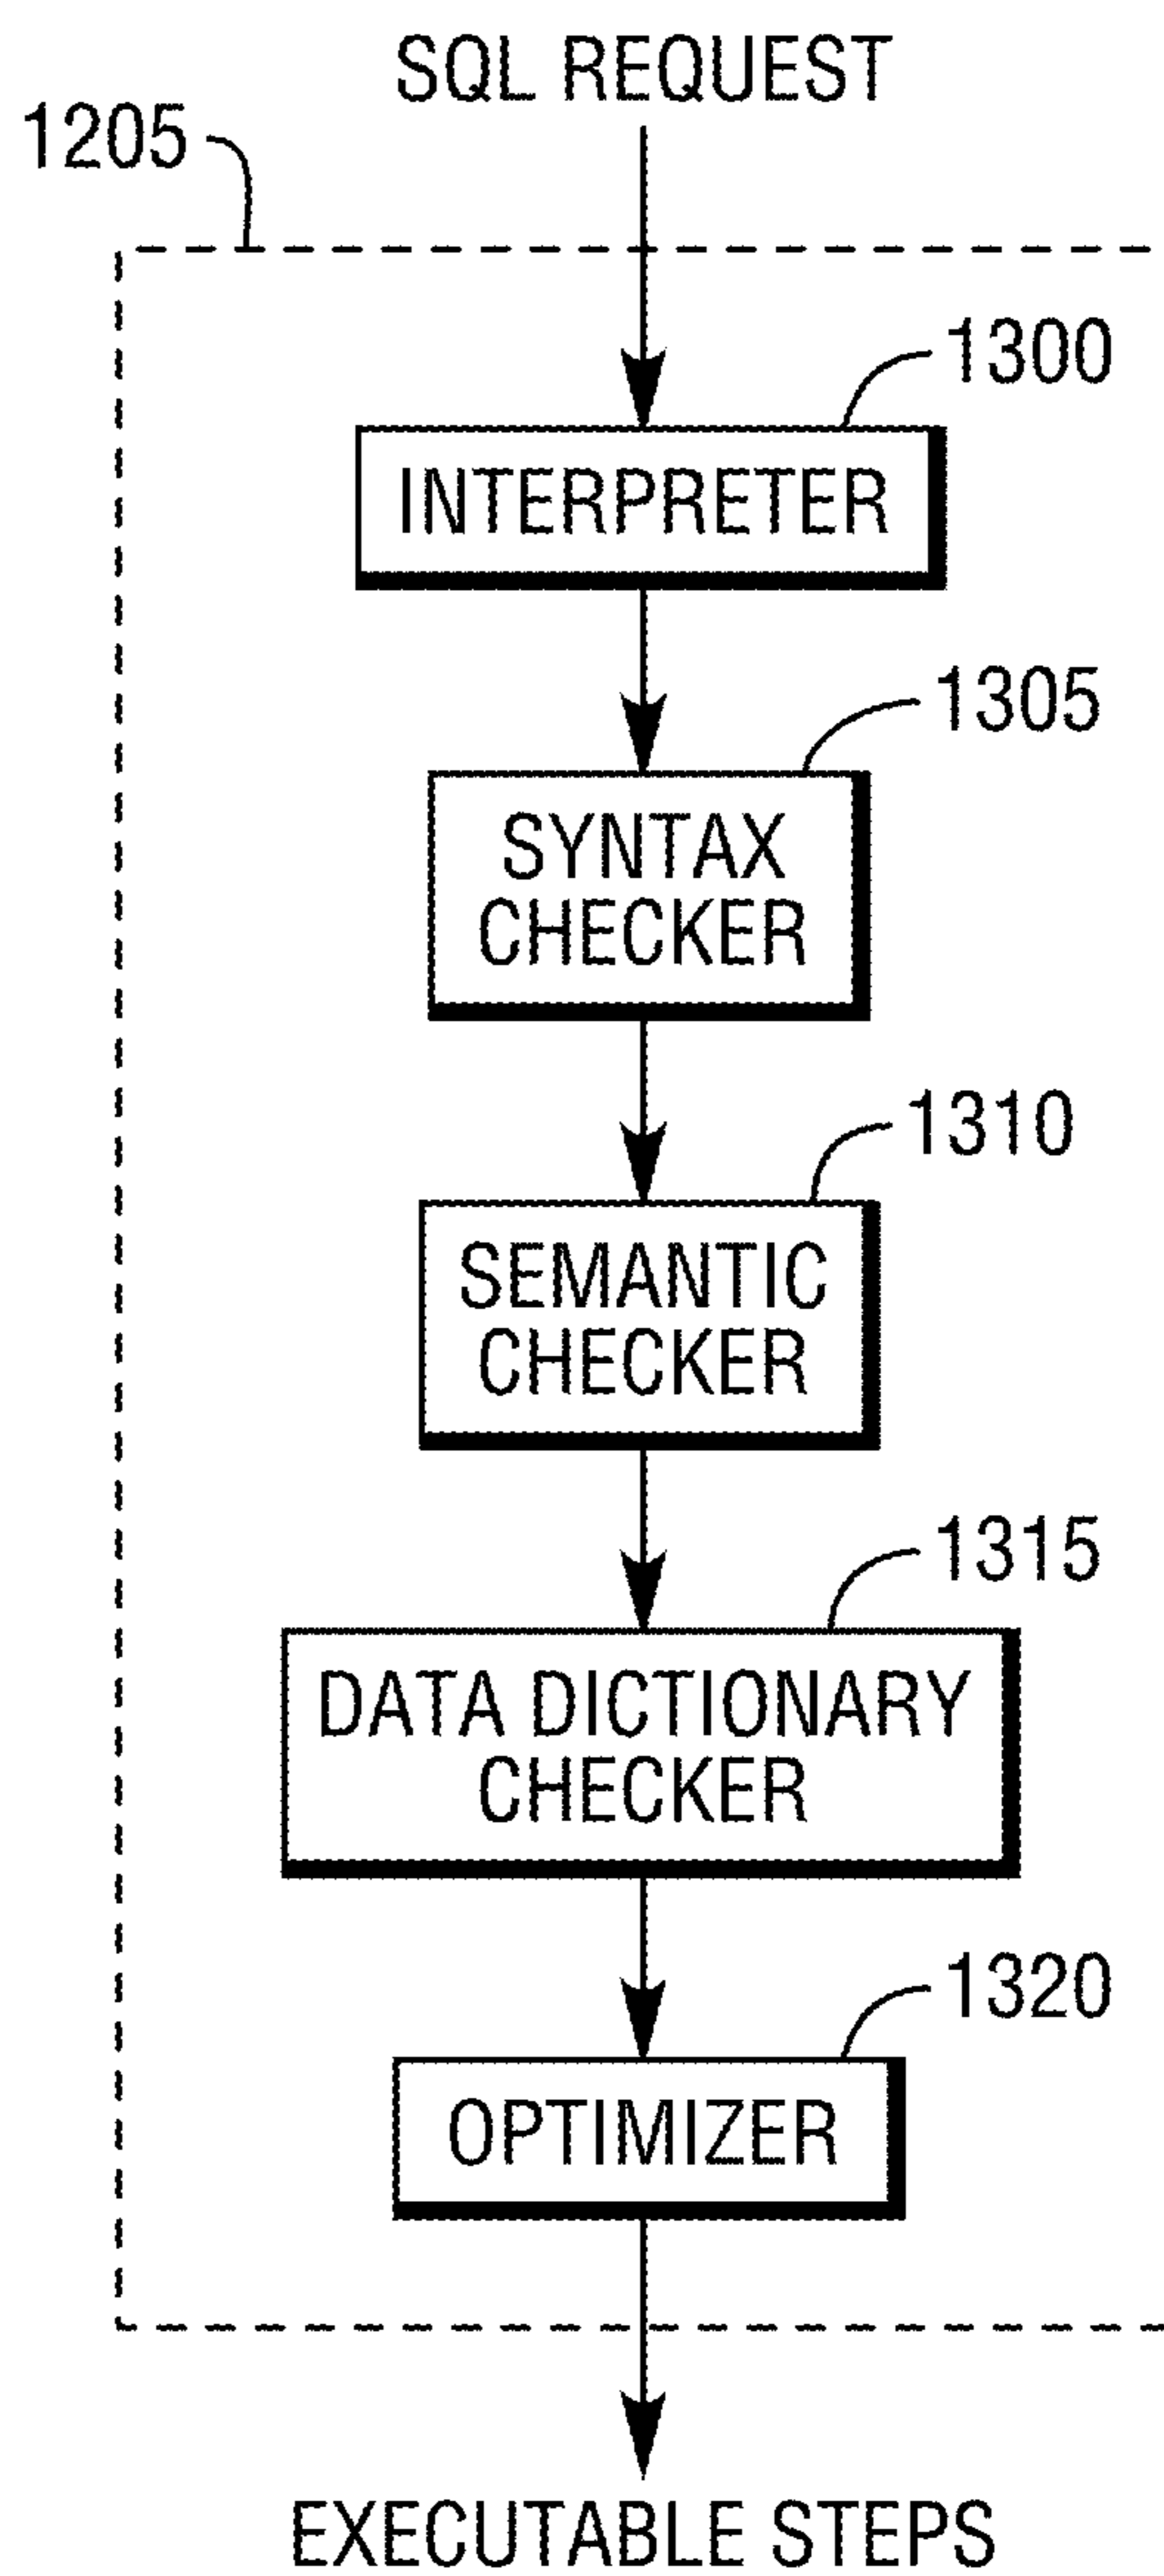 SQL REQUEST
1205
1300
INTERPRETER
1305
SYNTAX
CHECKER
1310
SEMANTIC
CHECKER
1315
DATA DICTIONARY
CHECKER
1320
OPTIMIZER
EXECUTABLE STEPS